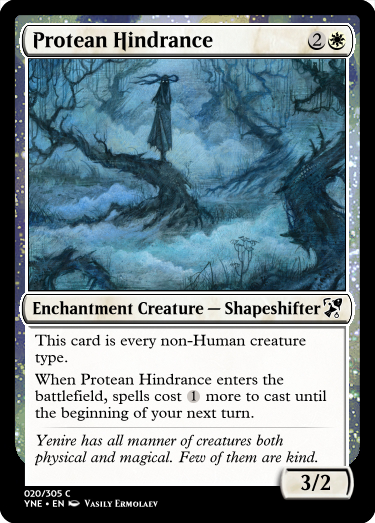 Protean Hindrance 2
Enchantment Creature — Shapeshifter
This card is every non-Human creature
type.
When Protean Hindrance enters the
battlefield, spells cost 1 more to cast until
the beginning of your next turn.
Yenire has all manner of creatures both
physical and magical. Few of them are kind.
3/2
020/305 C
YNE • EN Vasily Ermolaev